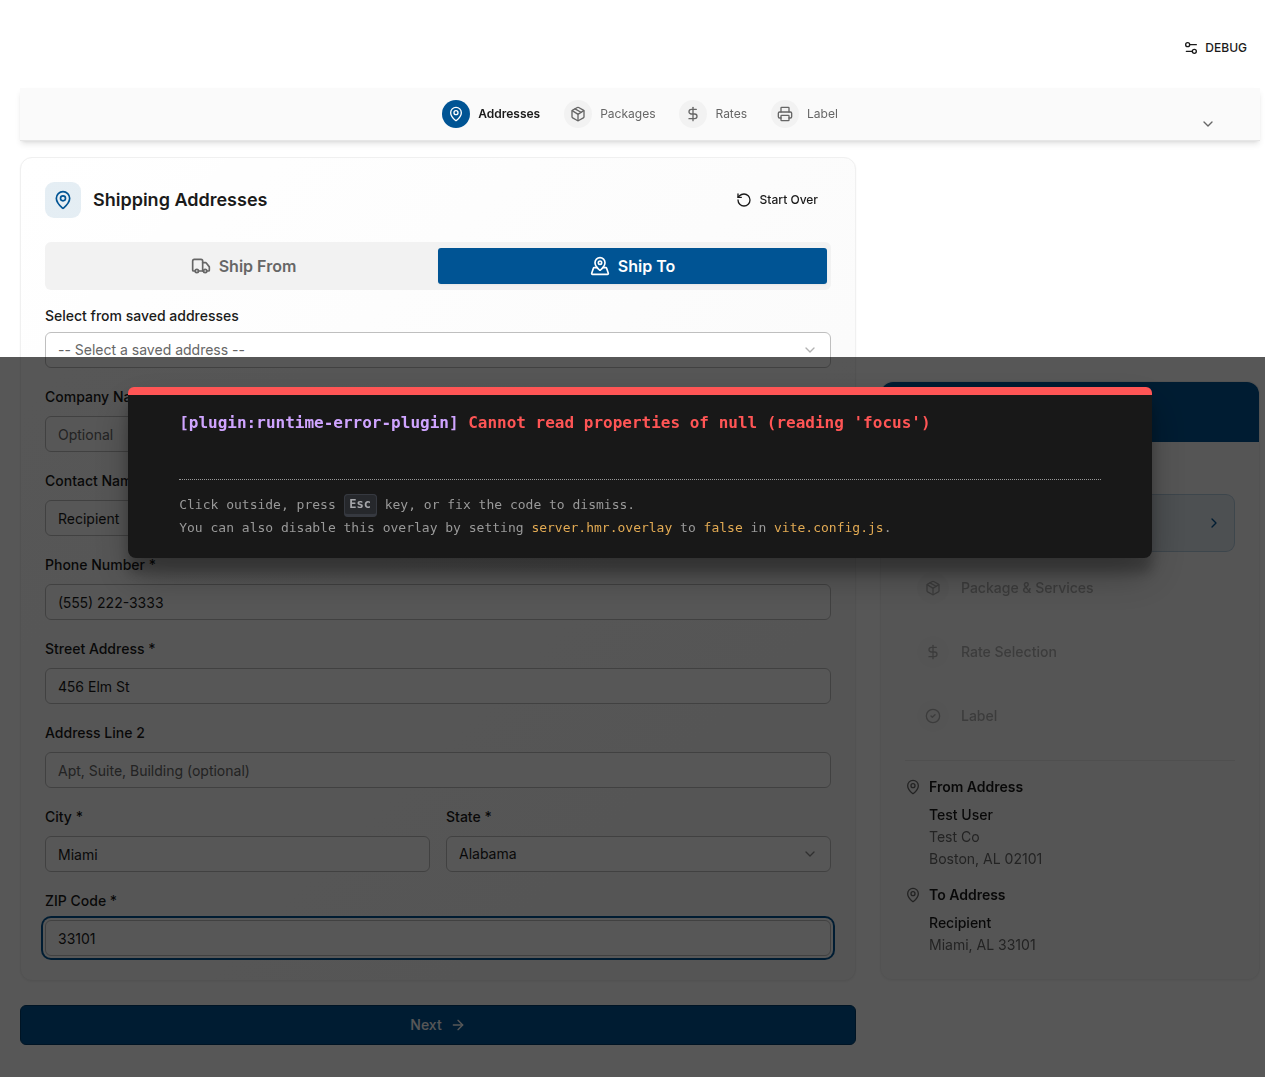 DEBUG
Addresses
Packages
Rates
Label
Shipping Addresses
Start Over
Ship From
Ship To
Select from saved addresses
-- Select a saved address --
Company Na
Optional
[plugin:runtime-error-plugin] Cannot read properties of null (reading 'focus')
Click outside, press Esc key, or fix the code to dismiss.
You can also disable this overlay by setting server.hmr.overlay to false in vite.config.js.
Contact Nam
Recipient
Phone Number *
(555) 222-3333
Street Address *
456 Elm St
Address Line 2
Apt, Suite, Building (optional)
City *
State *
Miami
Alabama
ZIP Code *
33101
Next
Package & Services
Rate Selection
Label
From Address
Test User
Test Co
Boston, AL 02101
To Address
Recipient
Miami, AL 33101